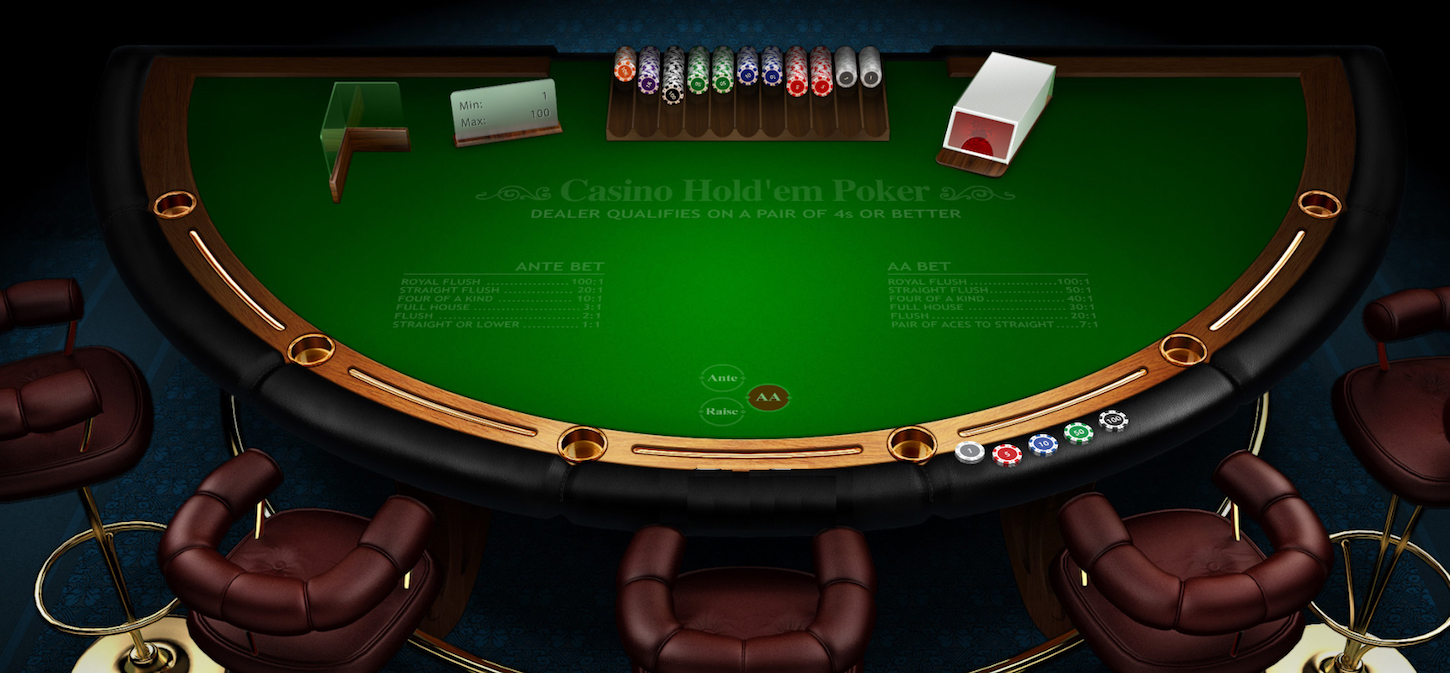 Min: 1
Max: 100
Casino Hold'em Poker
DEALER QUALIFIES ON A PAIR OF 4s OR BETTER
ANTE BET
ROYAL FLUSH ........................100:1
STRAIGHT FLUSH ....................20:1
FOUR OF A KIND ....................10:1
FULL HOUSE ..........................3:1
FLUSH ..................................2:1
STRAIGHT OR LOWER ..............1:1
AA BET
ROYAL FLUSH ........................100:1
STRAIGHT FLUSH ....................50:1
FOUR OF A KIND ....................40:1
FULL HOUSE ..........................30:1
FLUSH ..................................20:1
PAIR OF ACES TO STRAIGHT .....7:1
Ante
AA
Raise
100
50
10
5
1